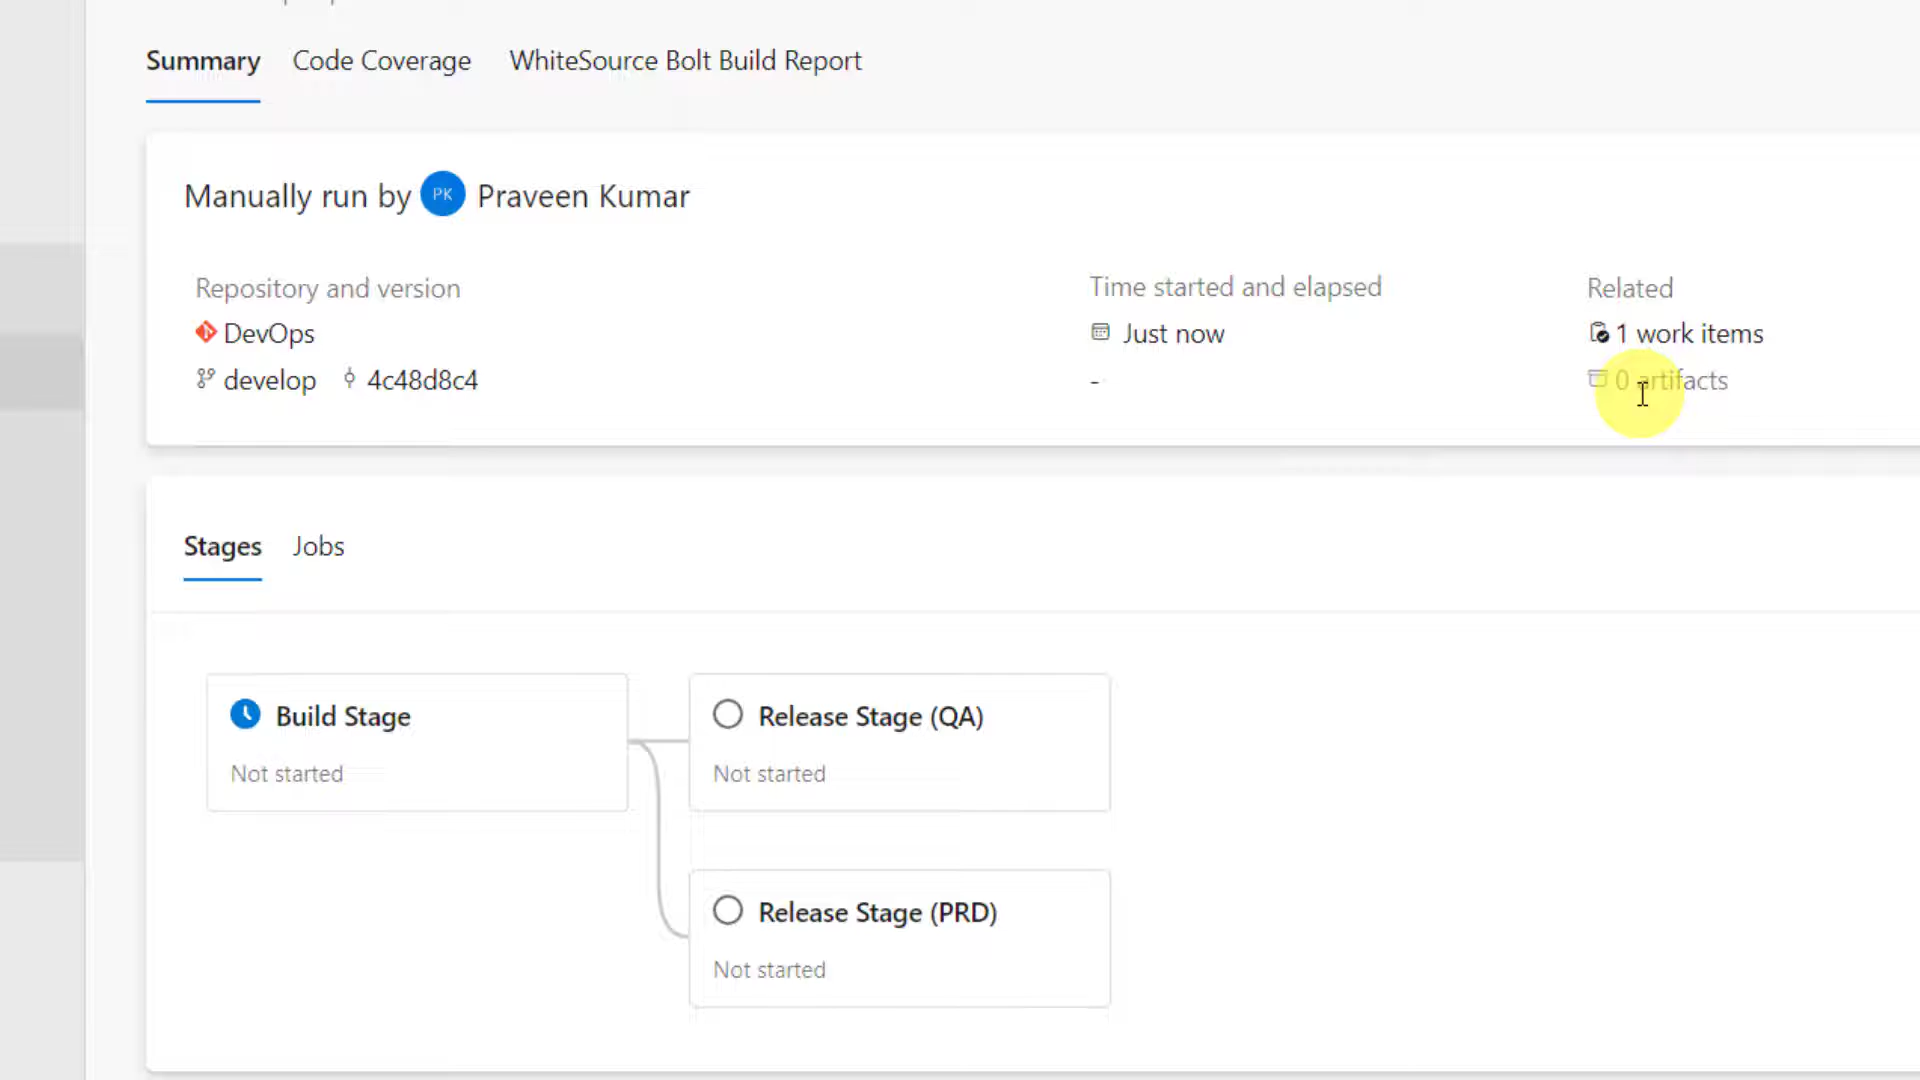 Summary Code Coverage WhiteSource Bolt Build Report
Manually run by PK Praveen Kumar
Repository and version Time started and elapsed Related
DevOps Just now 1 work items
develop 4c48d8c4 - 0 artifacts
Stages Jobs
Build Stage Release Stage (QA)
Not started Not started
Release Stage (PRD)
Not started